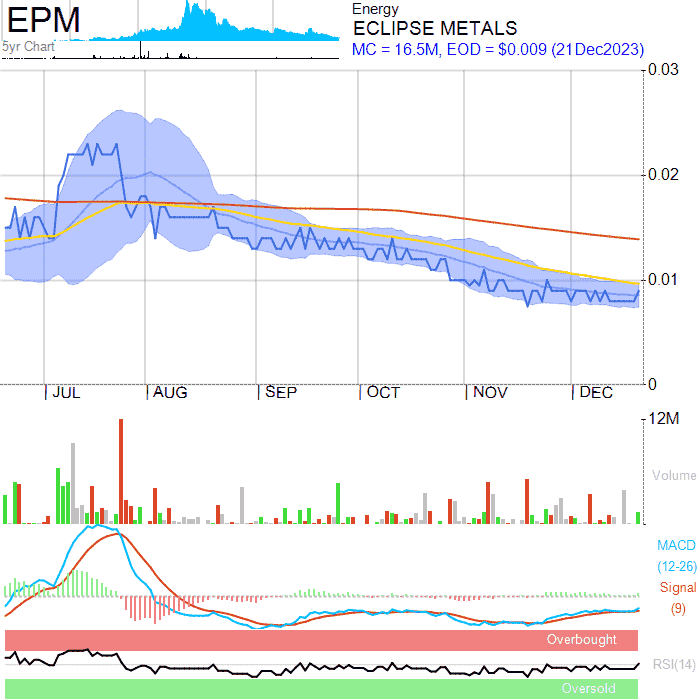 EPM
5yr Chart
Energy
ECLIPSE METALS
MC = 16.5M, EOD = $0.009 (21Dec2023)
0.03
0.02
0.01
0
JUL AUG SEP OCT NOV DEC
12M
Volume
MACD
(12-26)
Signal
(9)
Overbought
RSI(14)
Oversold